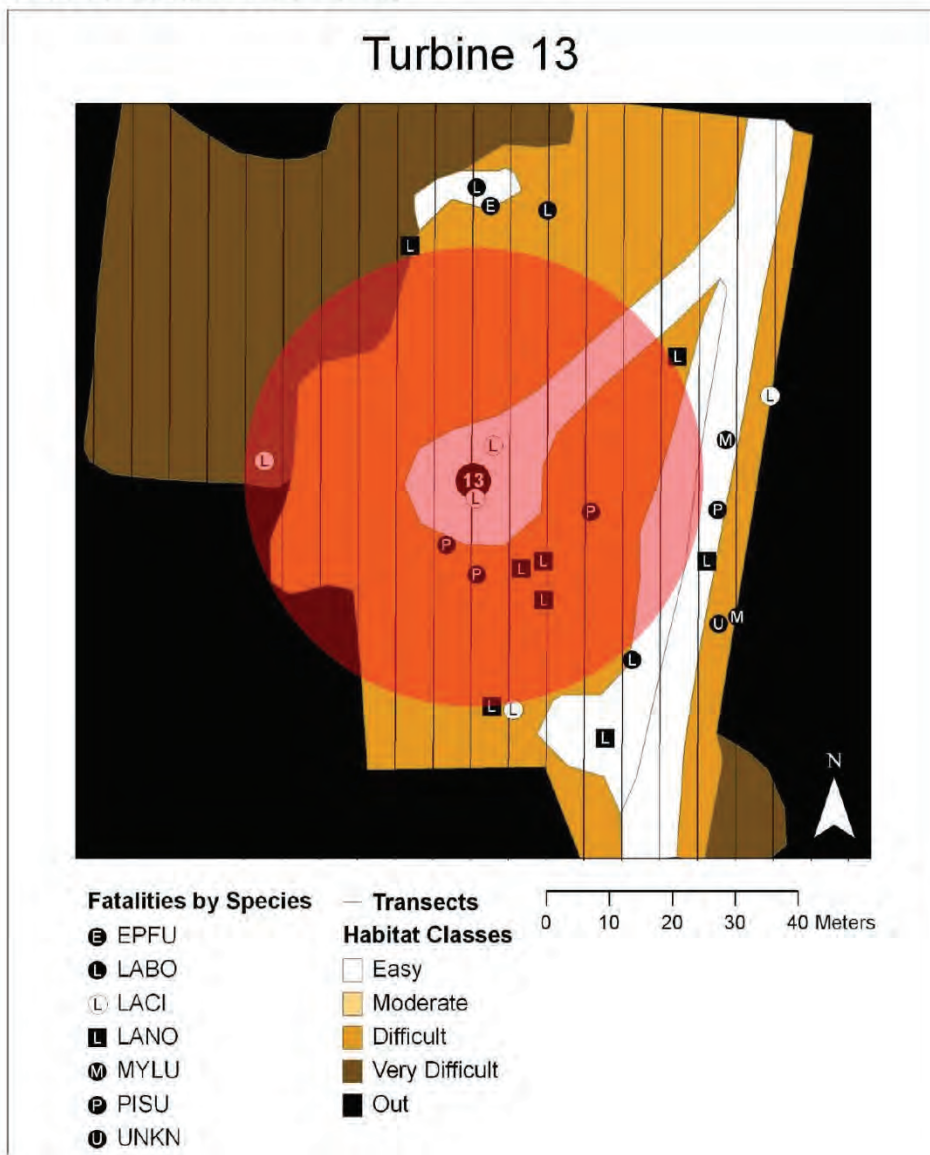 Turbine 13
L
E
L
L
L
L
M
L
L
13
L
P
P
P
L
L
P
L
L
M
U
L
L
L
L
N
Fatalities by Species
E EPFU
L LABO
L LACI
L LANO
M MYLU
P PISU
U UNKN
Transects
Habitat Classes
Easy
Moderate
Difficult
Very Difficult
Out
0 10 20 30 40 Meters